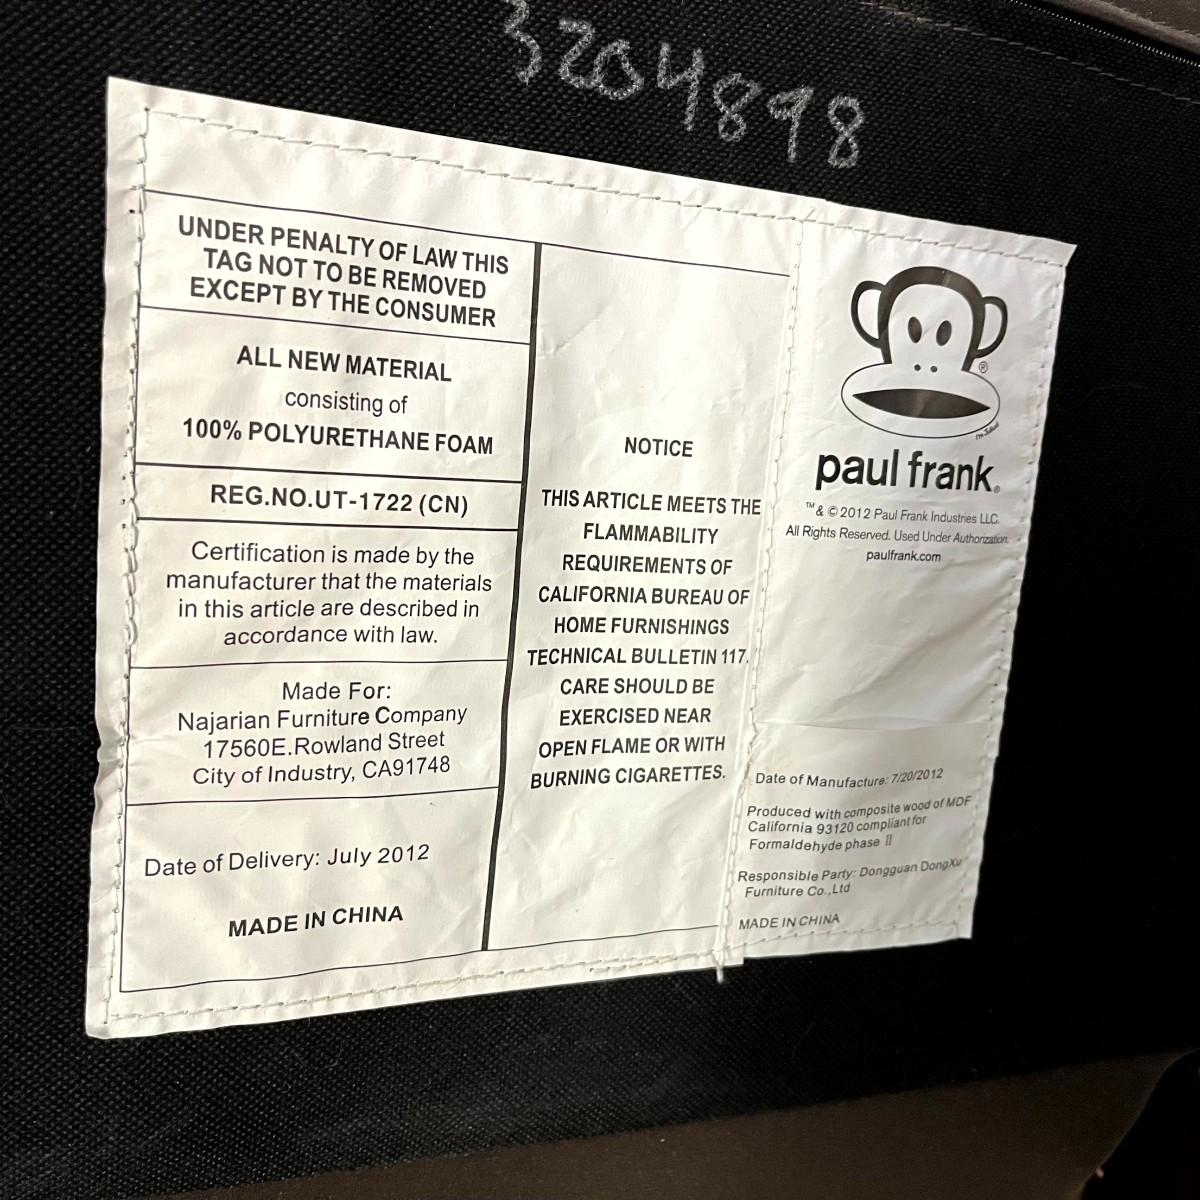 3204898
UNDER PENALTY OF LAW THIS
TAG NOT TO BE REMOVED
EXCEPT BY THE CONSUMER
ALL NEW MATERIAL
consisting of
100% POLYURETHANE FOAM
REG.NO.UT-1722 (CN)
Certification is made by the
manufacturer that the materials
in this article are described in
accordance with law.
Made For:
Najarian Furniture Company
17560E.Rowland Street
City of Industry, CA91748
Date of Delivery: July 2012
MADE IN CHINA
NOTICE
THIS ARTICLE MEETS THE
FLAMMABILITY
REQUIREMENTS OF
CALIFORNIA BUREAU OF
HOME FURNISHINGS
TECHNICAL BULLETIN 117.
CARE SHOULD BE
EXERCISED NEAR
OPEN FLAME OR WITH
BURNING CIGARETTES.
®
I'm Julius!
paul frank®
™& ©2012 Paul Frank Industries LLC.
All Rights Reserved. Used Under Authorization.
paulfrank.com
Date of Manufacture: 7/20/2012
Produced with composite wood of MDF
California 93120 compliant for
Formaldehyde phase II
Responsible Party: Dongguan DongXu
Furniture Co.,Ltd
MADE IN CHINA